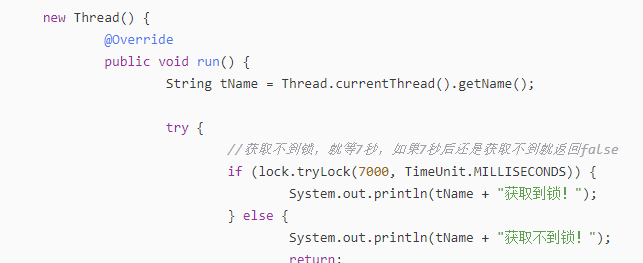 new Thread() {
@Override
public void run() {
String tName = Thread.currentThread().getName();
try {
//获取不到锁，就等7秒，如果7秒后还是获取不到就返回false
if (lock.tryLock(7000, TimeUnit.MILLISECONDS)) {
System.out.println(tName + "获取到锁！");
} else {
System.out.println(tName + "获取不到锁！");
return;